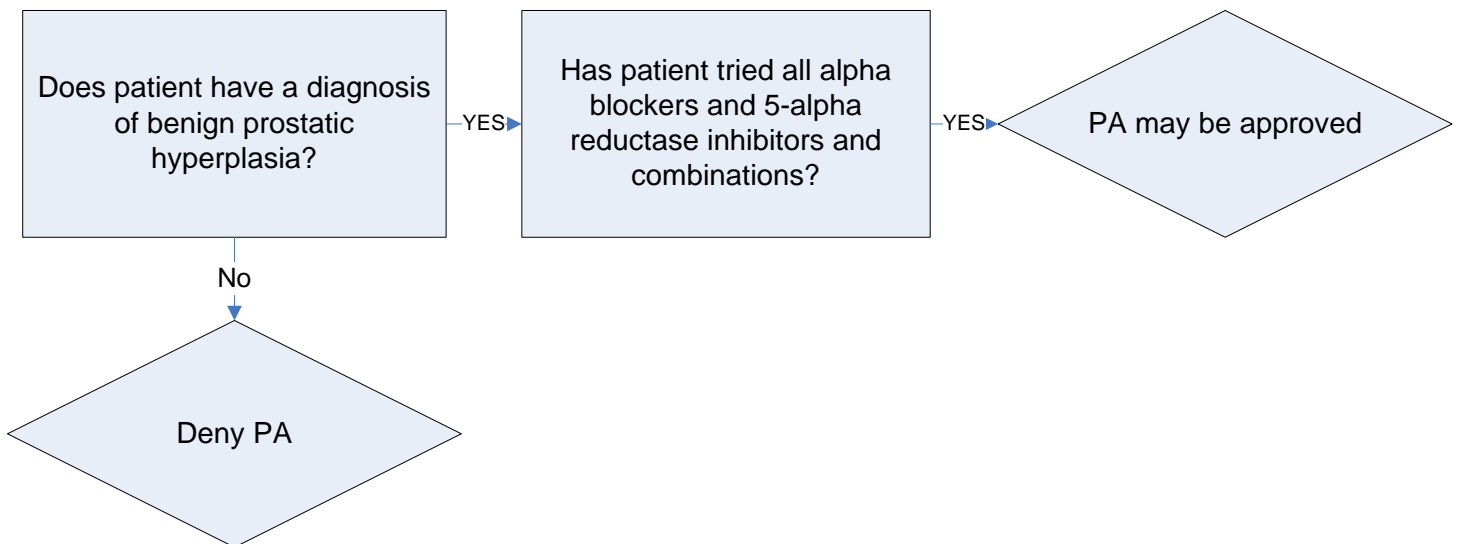 Does patient have a diagnosis
of benign prostatic
hyperplasia?
YES
Has patient tried all alpha
blockers and 5-alpha
reductase inhibitors and
combinations?
YES
PA may be approved
No
Deny PA